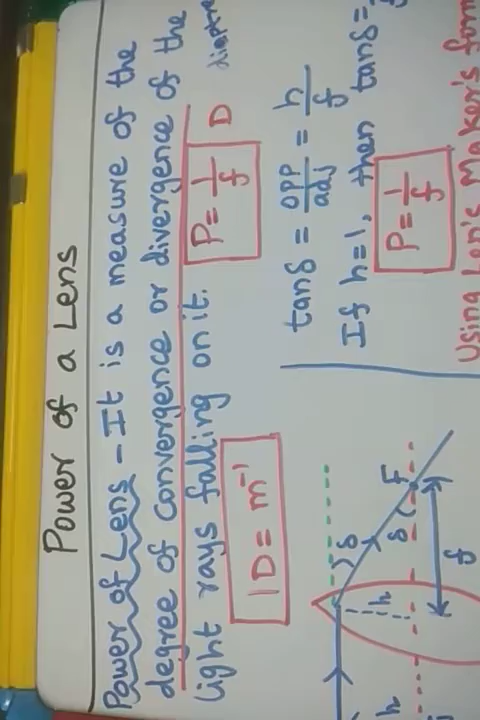 Power of a Lens
Power of Lens - It is a measure of the
degree of convergence or divergence of the
light rays falling on it. P = 1/f D
1D = m⁻¹
tanδ = opp/adj = h/f
If h=1, then tanδ =
P = 1/f
Using Len's Maker's
δ
h
δ
F
f
h